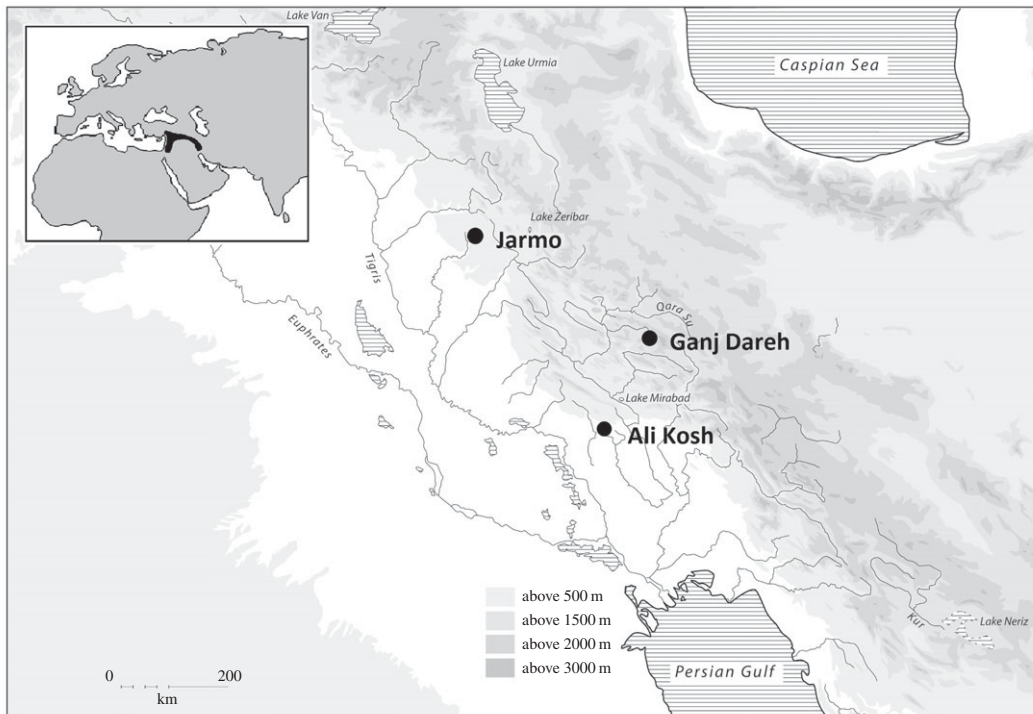 Lake Van
Lake Urmia
Caspian Sea
Lake Zeribar
Jarmo
Tigris
Qara Su
Euphrates
Ganj Dareh
Lake Mirabad
Ali Kosh
above 500 m
above 1500 m
above 2000 m
above 3000 m
Kur
Lake Neriz
Persian Gulf
0 200
km